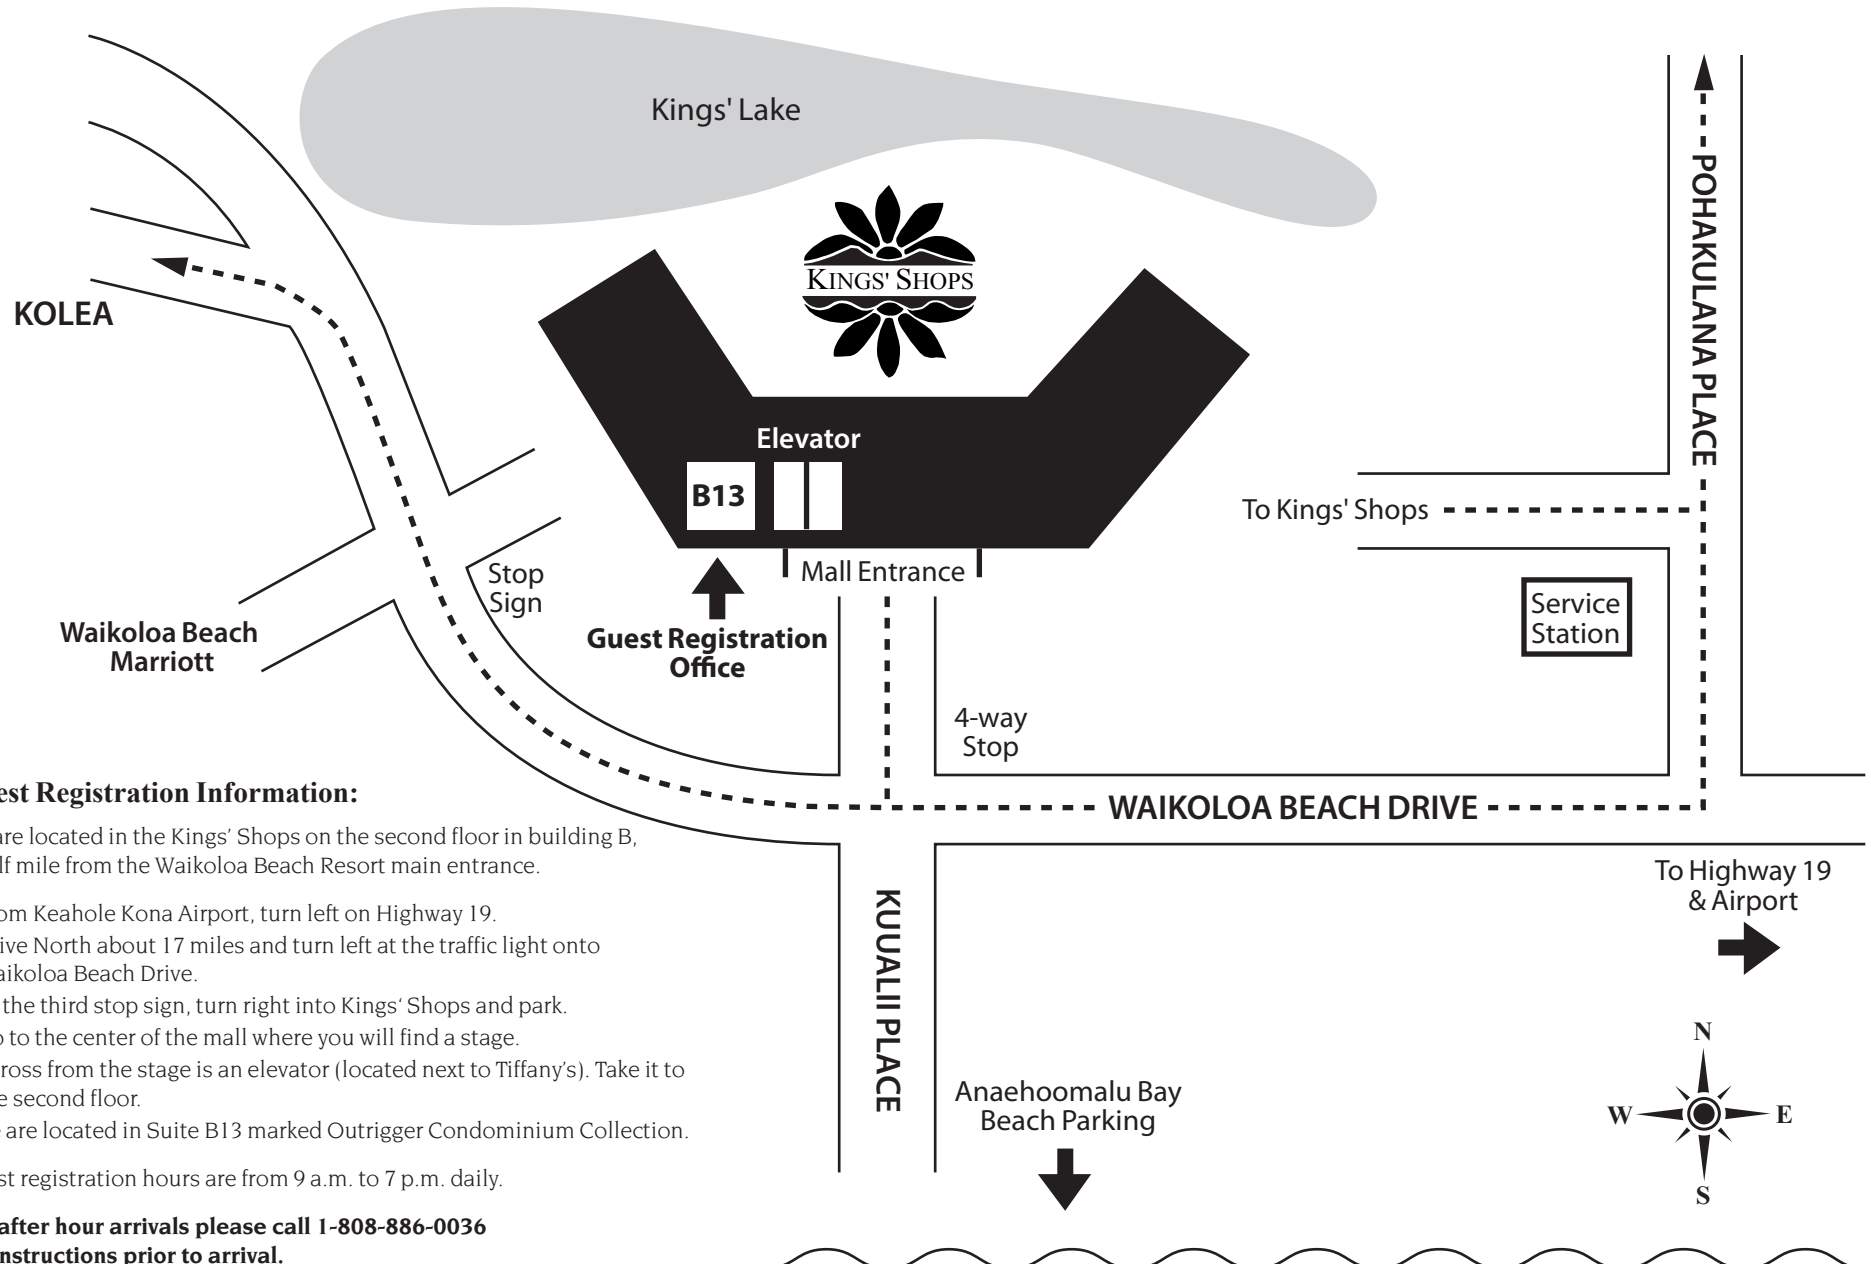 Kings' Lake
KINGS' SHOPS
POHAKULANA PLACE
KOLEA
Elevator
B13
To Kings' Shops
Mall Entrance
Stop
Sign
Service
Station
Guest Registration
Office
Waikoloa Beach
Marriott
4-way
Stop
WAIKOLOA BEACH DRIVE
est Registration Information:
are located in the Kings’ Shops on the second floor in building B,
lf mile from the Waikoloa Beach Resort main entrance.
om Keahole Kona Airport, turn left on Highway 19.
ive North about 17 miles and turn left at the traffic light onto
aikoloa Beach Drive.
the third stop sign, turn right into Kings‘ Shops and park.
o to the center of the mall where you will find a stage.
ross from the stage is an elevator (located next to Tiffany’s). Take it to
e second floor.
e are located in Suite B13 marked Outrigger Condominium Collection.
st registration hours are from 9 a.m. to 7 p.m. daily.
after hour arrivals please call 1-808-886-0036
nstructions prior to arrival.
KUUALII PLACE
To Highway 19
& Airport
Anaehoomalu Bay
Beach Parking
N
W
E
S